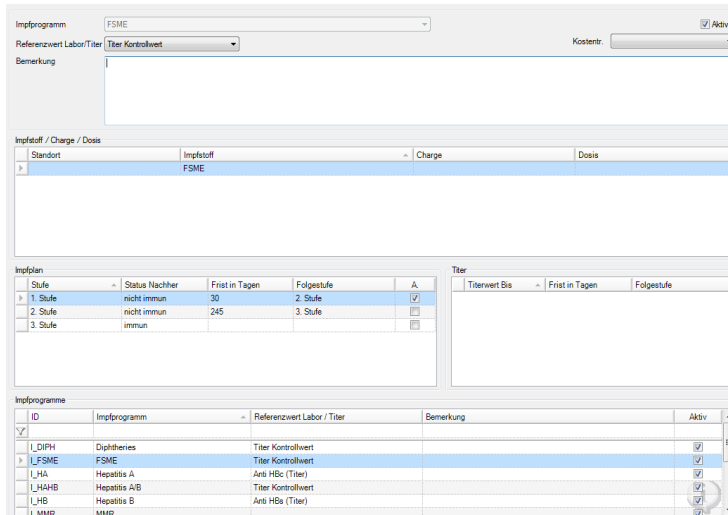 Impfprogramm FSME Aktiv
Referenzwert Labor/Titer Titer Kontrollwert Kostentr.
Bemerkung
Impfstoff / Charge / Dosis
Standort Impfstoff Charge Dosis
FSME
Impfplan
Stufe Status Nachher Frist in Tagen Folgestufe A.
1. Stufe nicht immun 30 2. Stufe
2. Stufe nicht immun 245 3. Stufe
3. Stufe immun
Titer
Titerwert Bis Frist in Tagen Folgestufe
Impfprogramme
ID Impfprogramm Referenzwert Labor / Titer Bemerkung Aktiv
I_DIPH Diphtheries Titer Kontrollwert
I_FSME FSME Titer Kontrollwert
I_HA Hepatitis A Anti HBc (Titer)
I_HAHB Hepatitis A/B Titer Kontrollwert
I_HB Hepatitis B Anti HBs (Titer)
I_MMR MMR